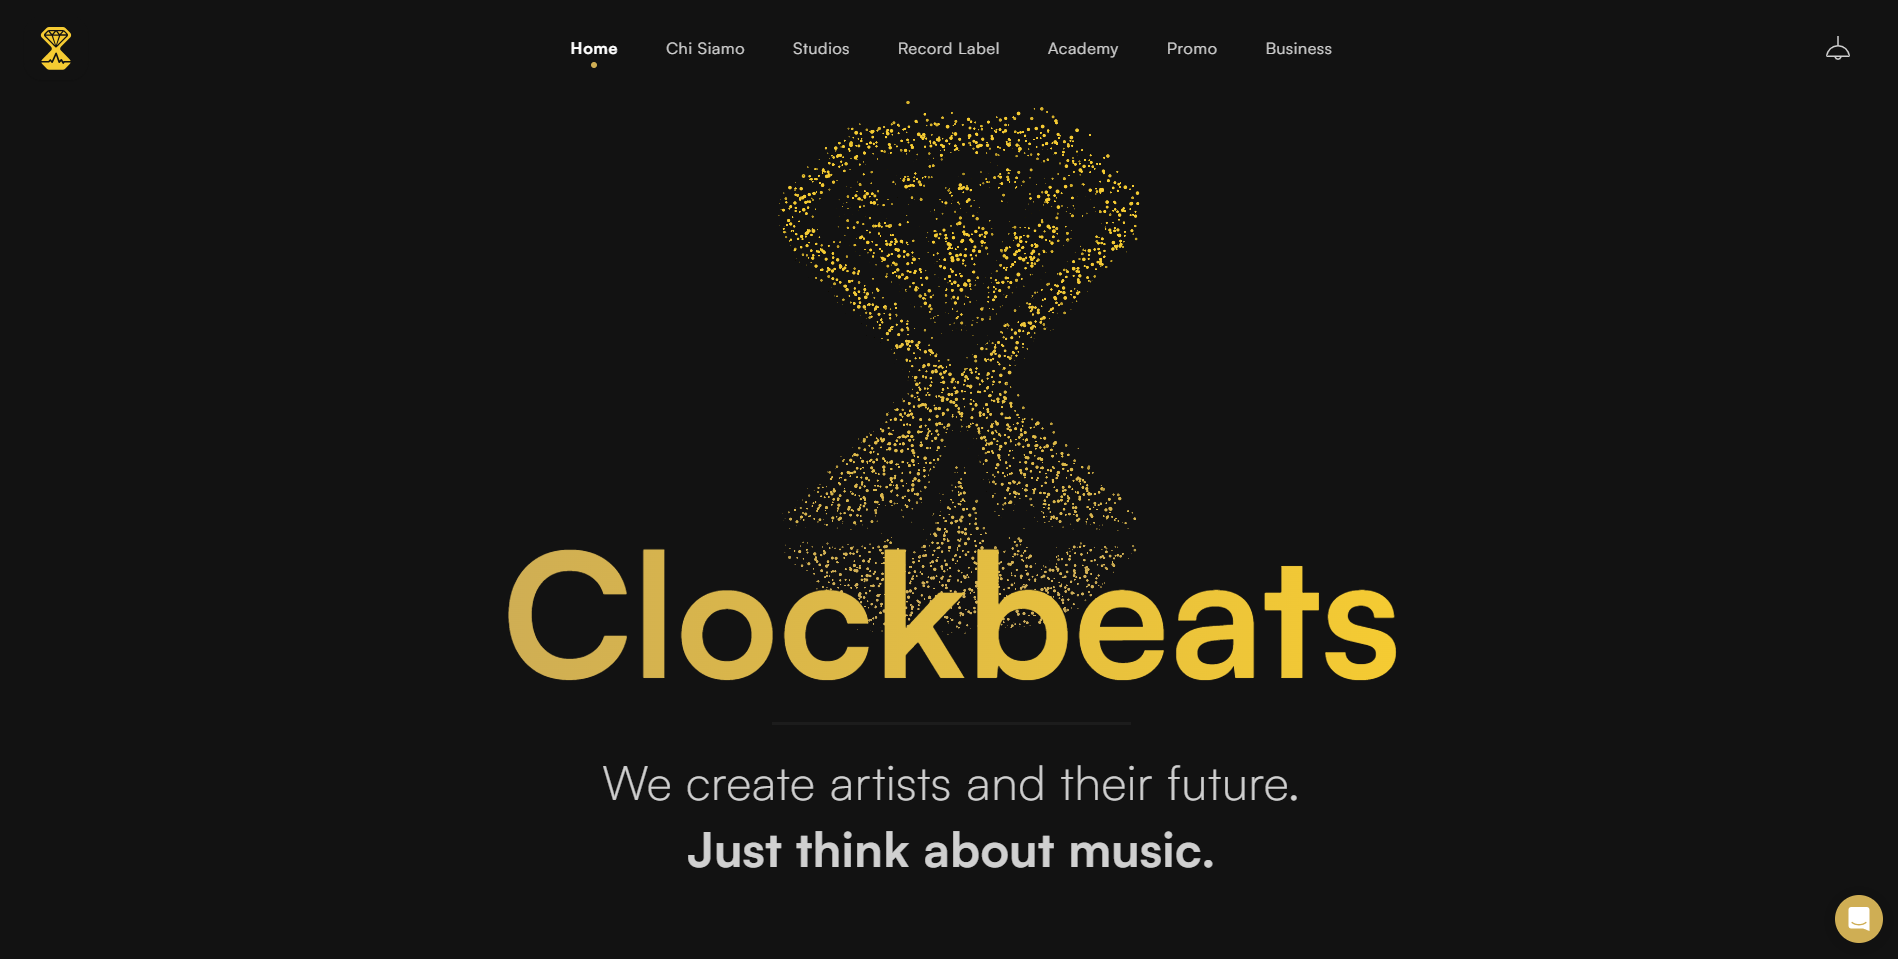 Home Chi Siamo Studios Record Label Academy Promo Business
Clockbeats
We create artists and their future.
Just think about music.